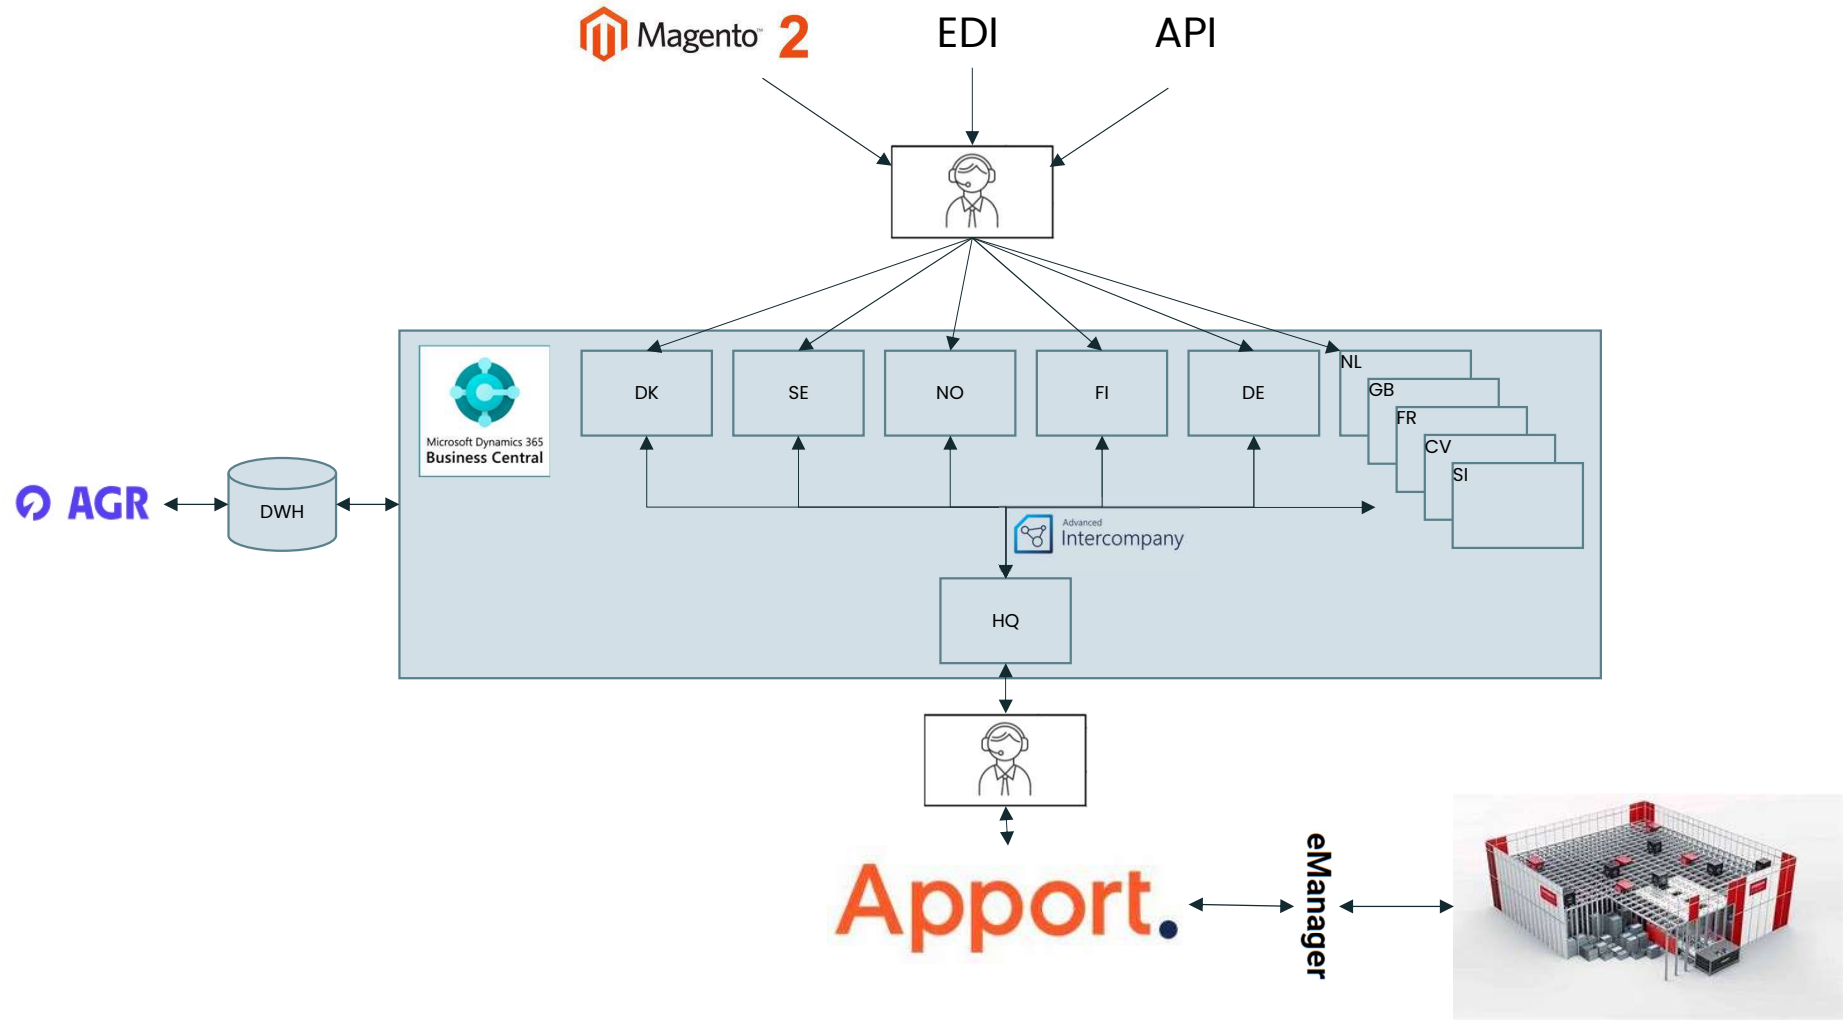 Magento 2
EDI
API
Microsoft Dynamics 365
Business Central
DK
SE
NO
FI
DE
NL
GB
FR
CV
SI
AGR
DWH
Advanced
Intercompany
HQ
Apport.
eManager